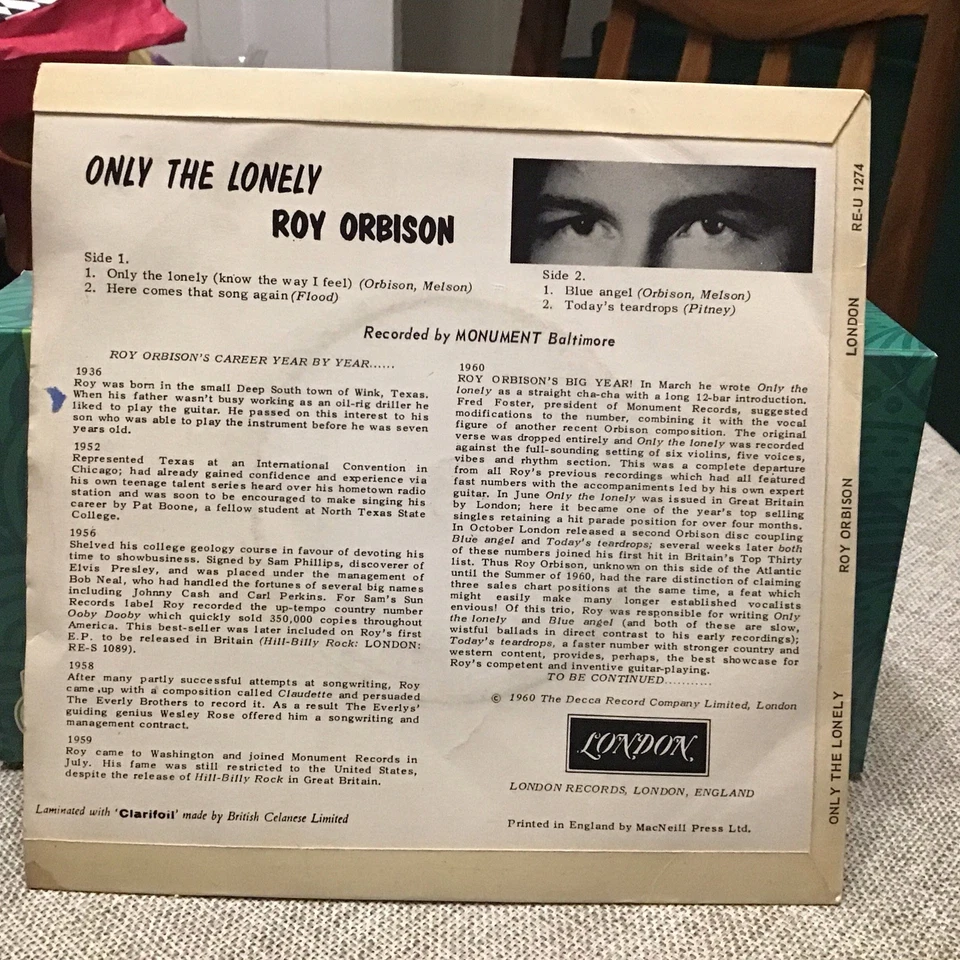 ONLY THE LONELY
ROY ORBISON
Side 1.
1. Only the lonely (know the way I feel) (Orbison, Melson)
2. Here comes that song again (Flood)
Side 2.
1. Blue angel (Orbison, Melson)
2. Today's teardrops (Pitney)
Recorded by MONUMENT Baltimore
ROY ORBISON'S CAREER YEAR BY YEAR......
1936
Roy was born in the small Deep South town of Wink, Texas.
When his father wasn't busy working as an oil-rig driller he
liked to play the guitar. He passed on this interest to his
son who was able to play the instrument before he was seven
years old.
1952
Represented Texas at an International Convention in
Chicago; had already gained confidence and experience via
his own teenage talent series heard over his hometown radio
station and was soon to be encouraged to make singing his
career by Pat Boone, a fellow student at North Texas State
College.
1956
Shelved his college geology course in favour of devoting his
time to showbusiness. Signed by Sam Phillips, discoverer of
Elvis Presley, and was placed under the management of
Bob Neal, who had handled the fortunes of several big names
including Johnny Cash and Carl Perkins. For Sam's Sun
Records label Roy recorded the up-tempo country number
Ooby Dooby which quickly sold 350,000 copies throughout
America. This best-seller was later included on Roy's first
E.P. to be released in Britain (Hill-Billy Rock: LONDON:
RE-S 1089).
1958
After many partly successful attempts at songwriting, Roy
came up with a composition called Claudette and persuaded
The Everly Brothers to record it. As a result The Everlys'
guiding genius Wesley Rose offered him a songwriting and
management contract.
1959
Roy came to Washington and joined Monument Records in
July. His fame was still restricted to the United States,
despite the release of Hill-Billy Rock in Great Britain.
1960
ROY ORBISON'S BIG YEAR! In March he wrote Only the
lonely as a straight cha-cha with a long 12-bar introduction.
Fred Foster, president of Monument Records, suggested
modifications to the number, combining it with the vocal
figure of another recent Orbison composition. The original
verse was dropped entirely and Only the lonely was recorded
against the full-sounding setting of six violins, five voices,
vibes and rhythm section. This was a complete departure
from all Roy's previous recordings which had all featured
fast numbers with the accompaniments led by his own expert
guitar. In June Only the lonely was issued in Great Britain
by London; here it became one of the year's top selling
singles retaining a hit parade position for over four months.
In October London released a second Orbison disc coupling
Blue angel and Today's teardrops; several weeks later both
of these numbers joined his first hit in Britain's Top Thirty
list. Thus Roy Orbison, unknown on this side of the Atlantic
until the Summer of 1960, had the rare distinction of claiming
three sales chart positions at the same time, a feat which
might easily make many longer established vocalists
envious! Of this trio, Roy was responsible for writing Only
the lonely and Blue angel (and both of these are slow,
wistful ballads in direct contrast to his early recordings);
Today's teardrops, a faster number with stronger country and
western content, provides, perhaps, the best showcase for
Roy's competent and inventive guitar-playing.
TO BE CONTINUED...........
© 1960 The Decca Record Company Limited, London
LONDON
LONDON RECORDS, LONDON, ENGLAND
Laminated with 'Clarifoil' made by British Celanese Limited
Printed in England by MacNeill Press Ltd.
ONLY THE LONELY ROY ORBISON LONDON RE-U 1274